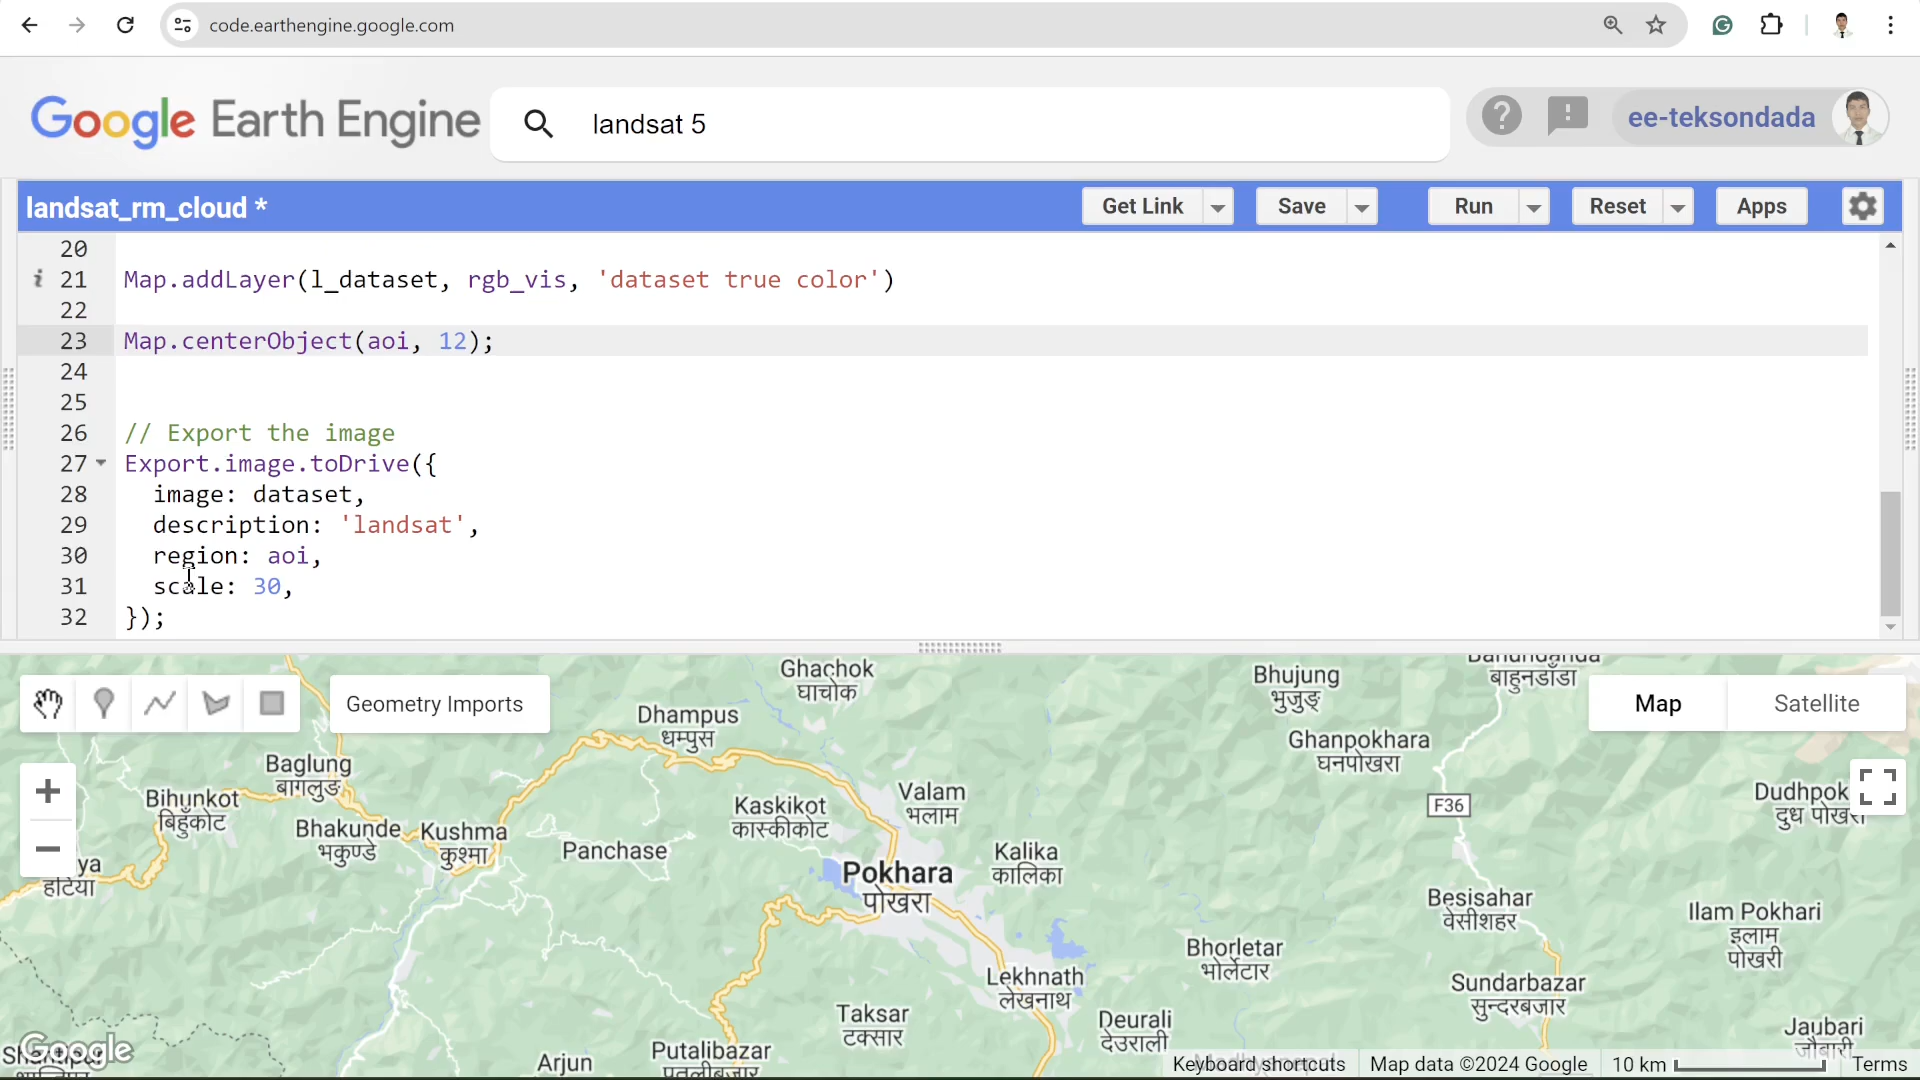 code.earthengine.google.com
Google Earth Engine
landsat 5
ee-teksondada
landsat_rm_cloud *
Get Link
Save
Run
Reset
Apps
20
i 21 Map.addLayer(l_dataset, rgb_vis, 'dataset true color')
22
23 Map.centerObject(aoi, 12);
24
25
26 // Export the image
27 Export.image.toDrive({
28 image: dataset,
29 description: 'landsat',
30 region: aoi,
31 scale: 30,
32 });
Geometry Imports
Map
Satellite
Ghachok
घाचोक
Bhujung
भुजुङ्
Dhampus
धम्पुस
Ghanpokhara
घनपोखरा
Baglung
बागलुङ
Bihunkot
बिहुँकोट
Kaskikot
कास्कीकोट
Valam
भलाम
F36
Bhakunde
भकुण्डे
Kushma
कुश्मा
Panchase
Kalika
कालिका
Pokhara
पोखरा
हटिया
Besisahar
वेसीशहर
Ilam Pokhari
इलाम
पोखरी
Bhorletar
भोर्लेटार
Lekhnath
लेखनाथ
Sundarbazar
सुन्दरबजार
Taksar
टक्सार
Deurali
देउराली
Jaubari
Arjun
Putalibazar
Google
Keyboard shortcuts
Map data ©2024 Google
10 km
Terms